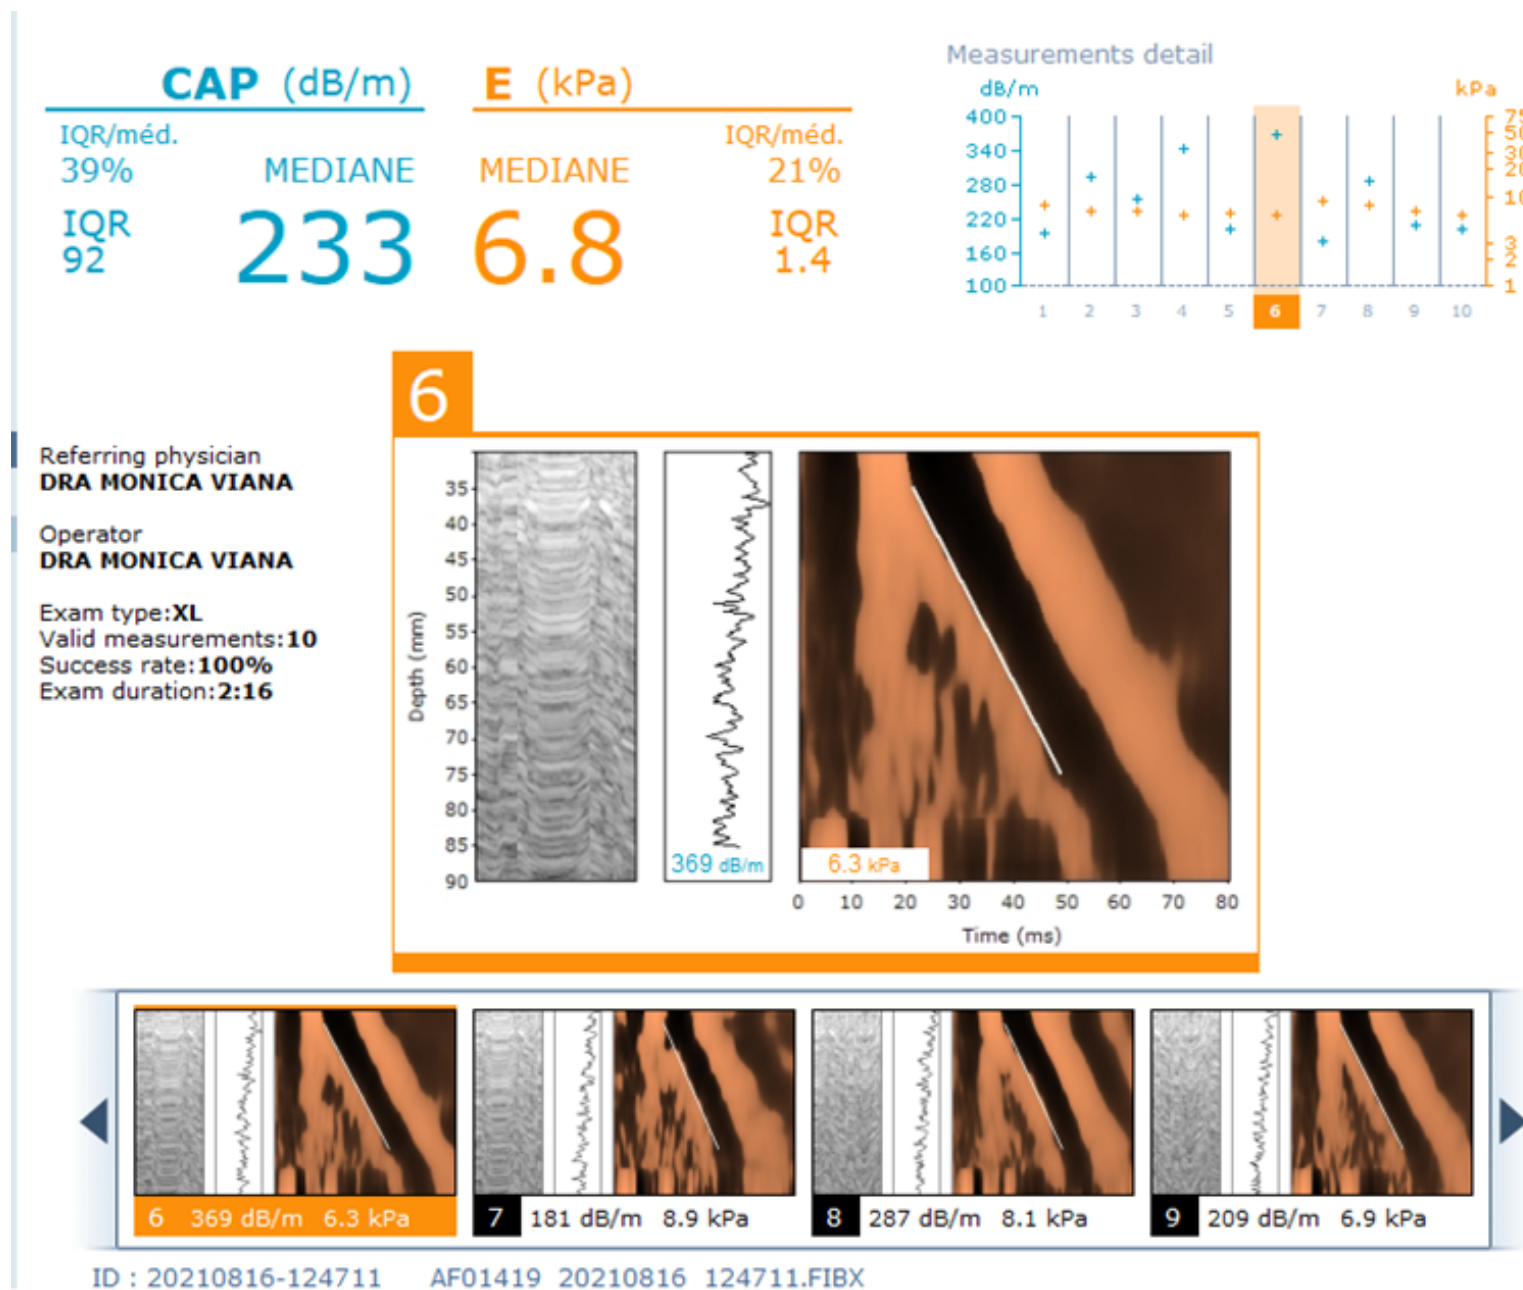 CAP (dB/m)
E (kPa)
IQR/méd.
39%
MEDIANE
IQR
92
233
MEDIANE
6.8
IQR/méd.
21%
IQR
1.4
Measurements detail
dB/m
kPa
400
340
280
220
160
100
3
2
1
1 2 3 4 5 6 7 8 9 10
6
Referring physician
DRA MONICA VIANA
Operator
DRA MONICA VIANA
Exam type:XL
Valid measurements:10
Success rate:100%
Exam duration:2:16
Depth (mm)
35
40
45
50
55
60
65
70
75
80
85
90
369 dB/m
6.3 kPa
0 10 20 30 40 50 60 70 80
Time (ms)
6 369 dB/m 6.3 kPa
7 181 dB/m 8.9 kPa
8 287 dB/m 8.1 kPa
9 209 dB/m 6.9 kPa
ID : 20210816-124711 AF01419 20210816 124711.FIBX